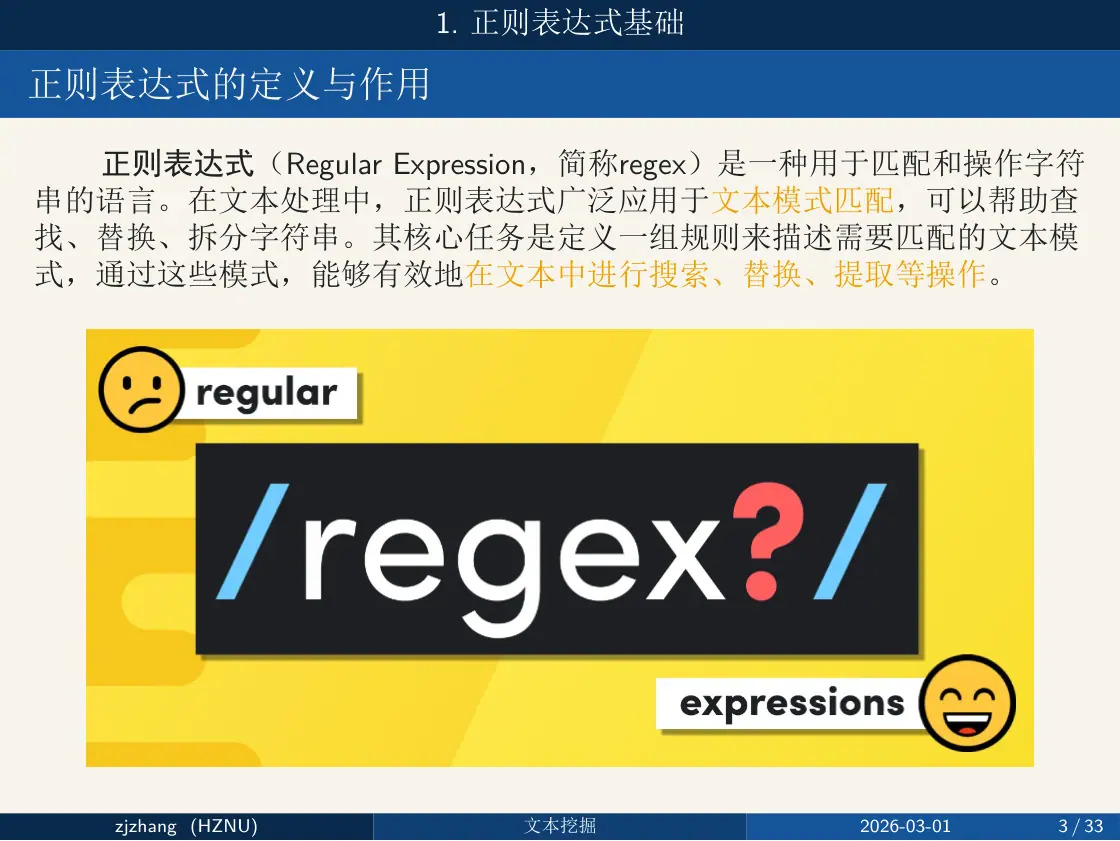 1. 正则表达式基础
正则表达式的定义与作用
正则表达式（Regular Expression，简称regex）是一种用于匹配和操作字符
串的语言。在文本处理中，正则表达式广泛应用于文本模式匹配，可以帮助查
找、替换、拆分字符串。其核心任务是定义一组规则来描述需要匹配的文本模
式，通过这些模式，能够有效地在文本中进行搜索、替换、提取等操作。
regular
/regex?/
expressions
zjzhang (HZNU) 文本挖掘 2026-03-01 3 / 33